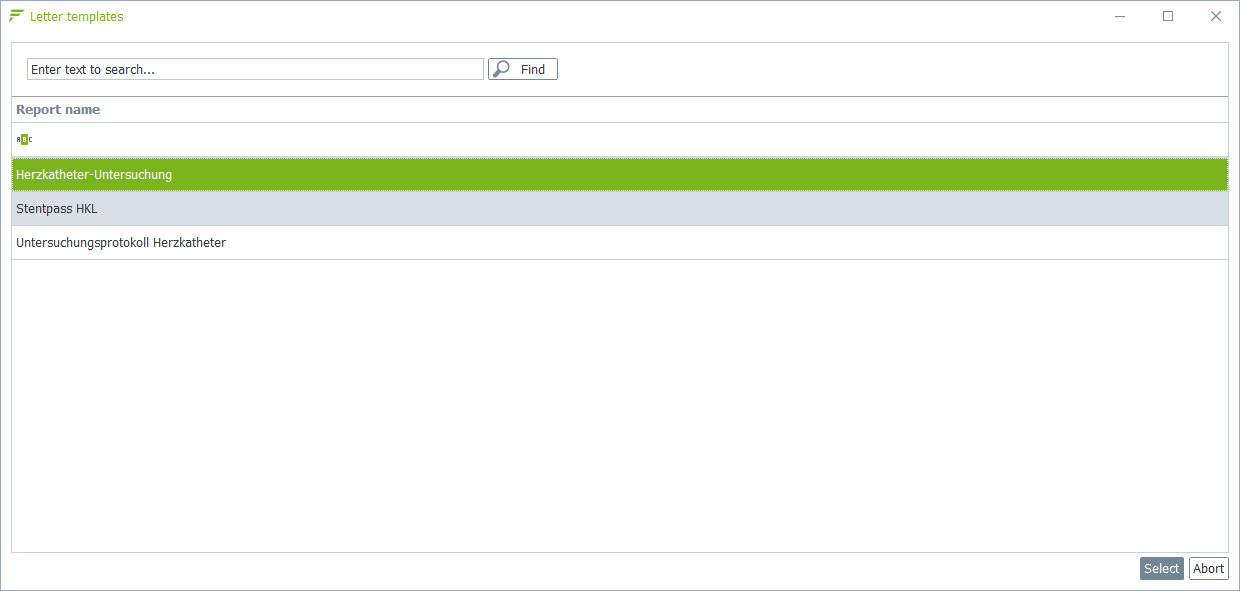 Letter templates
Enter text to search...
Find
Report name
ABC
Herzkatheter-Untersuchung
Stentpass HKL
Untersuchungsprotokoll Herzkatheter
Select
Abort